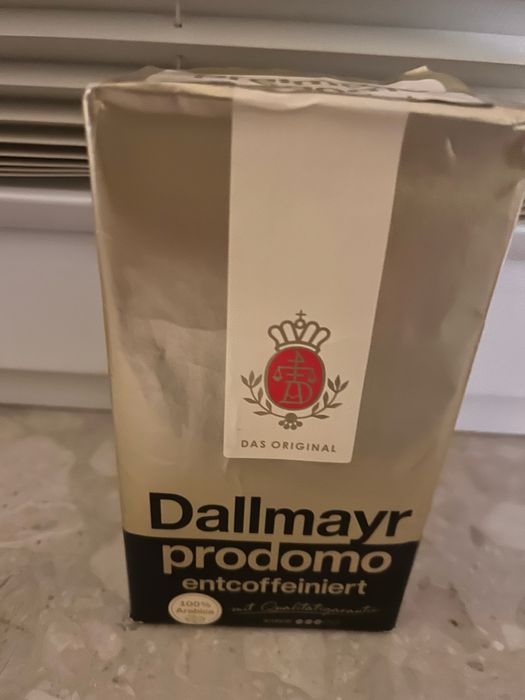 DAS ORIGINAL
Dallmayr
prodomo
entcoffeiniert
100%
Arabica
mit Qualitätsgarantie